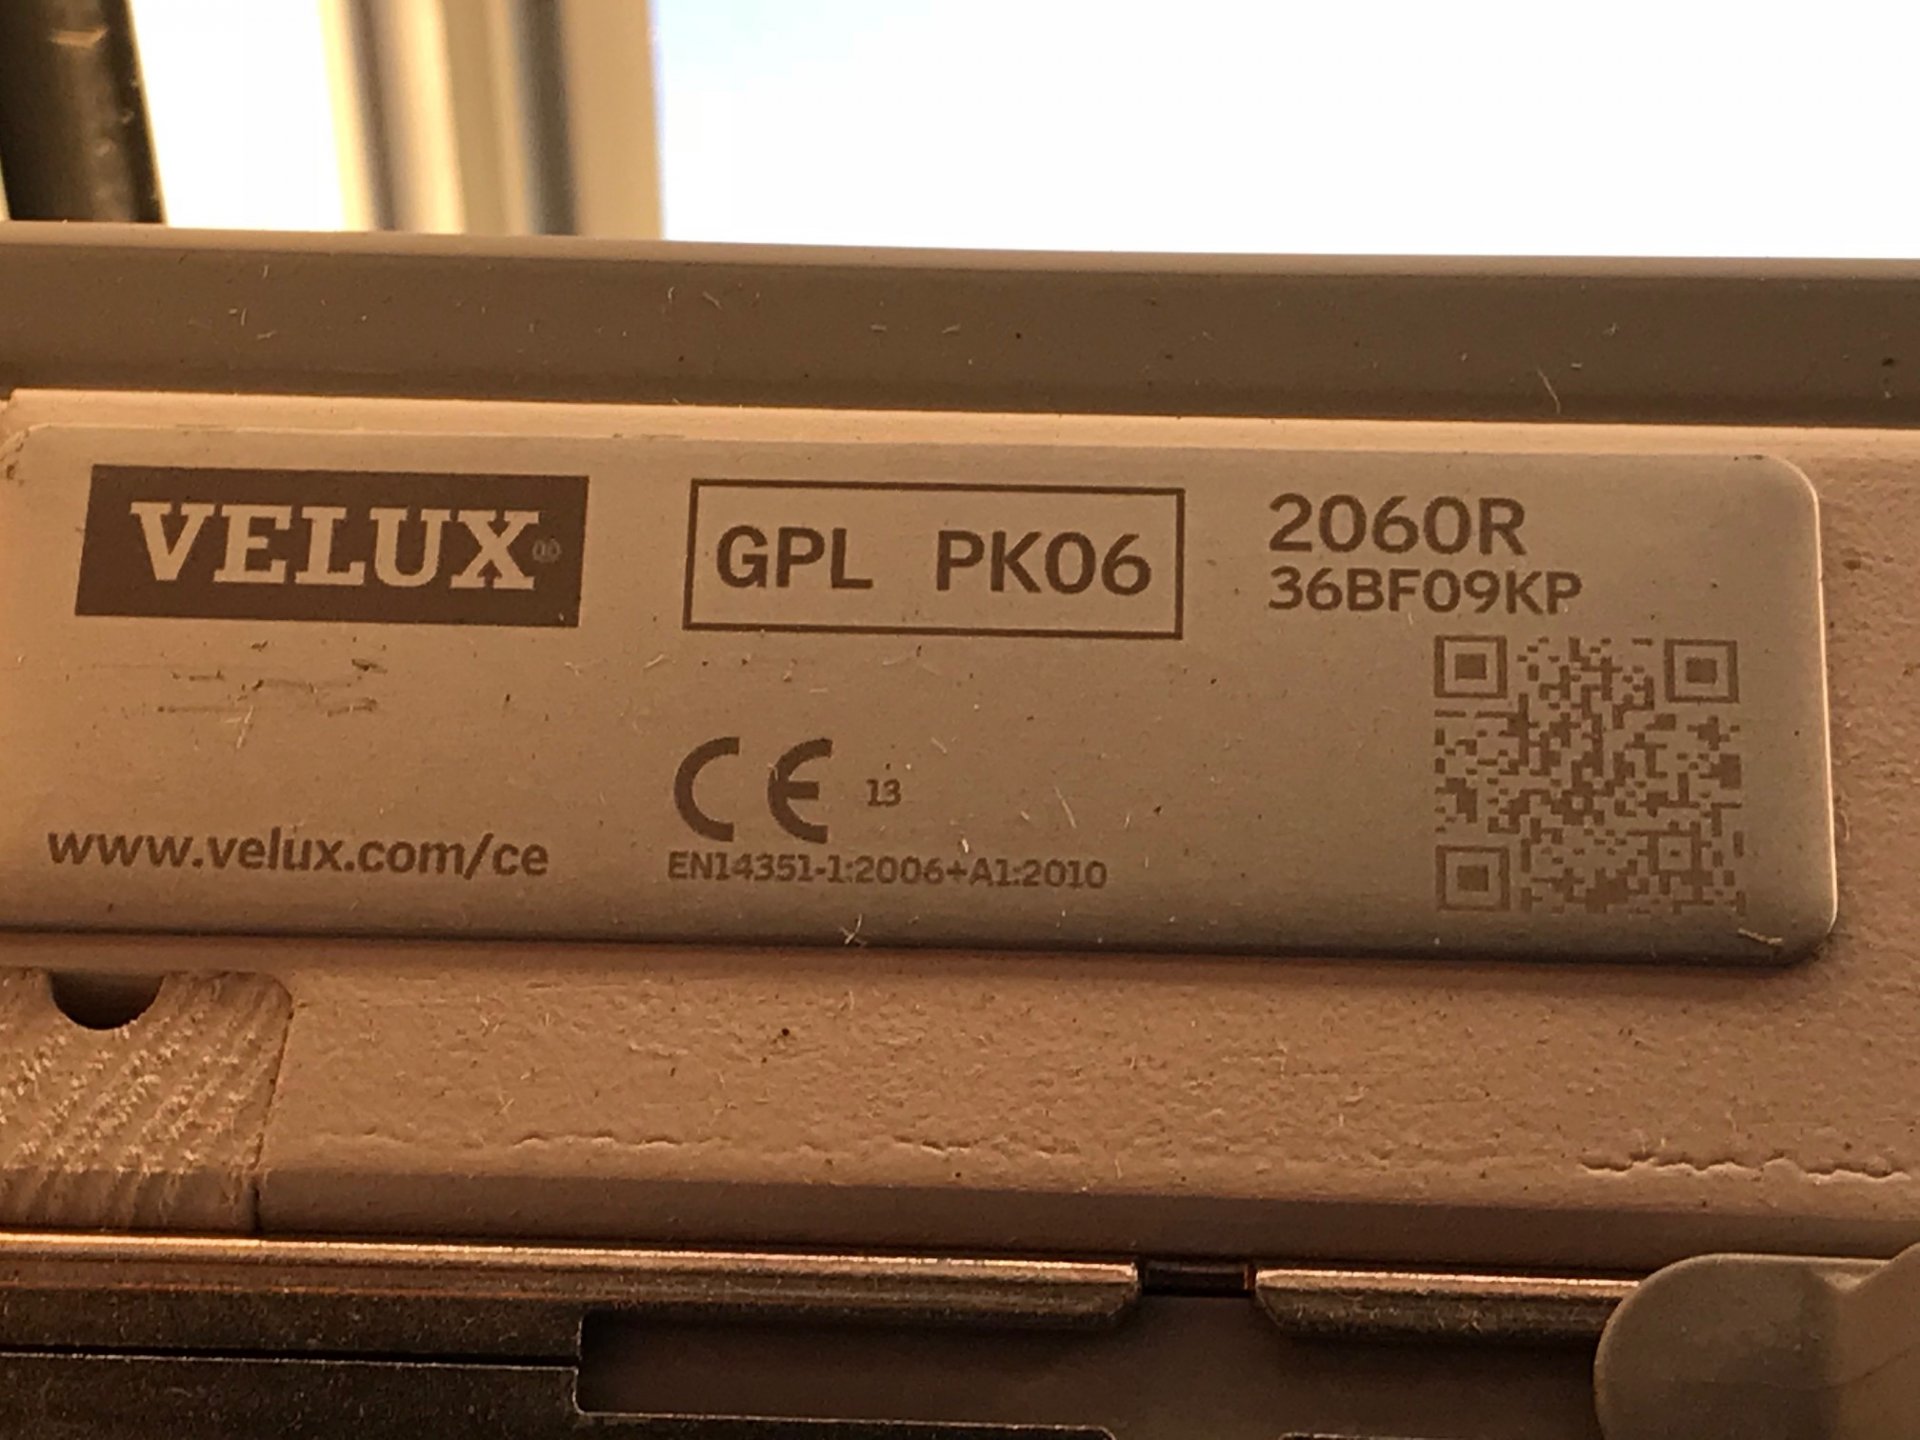 VELUX
GPL PK06
2060R
36BF09KP
CE 13
www.velux.com/ce
EN14351-1:2006+A1:2010